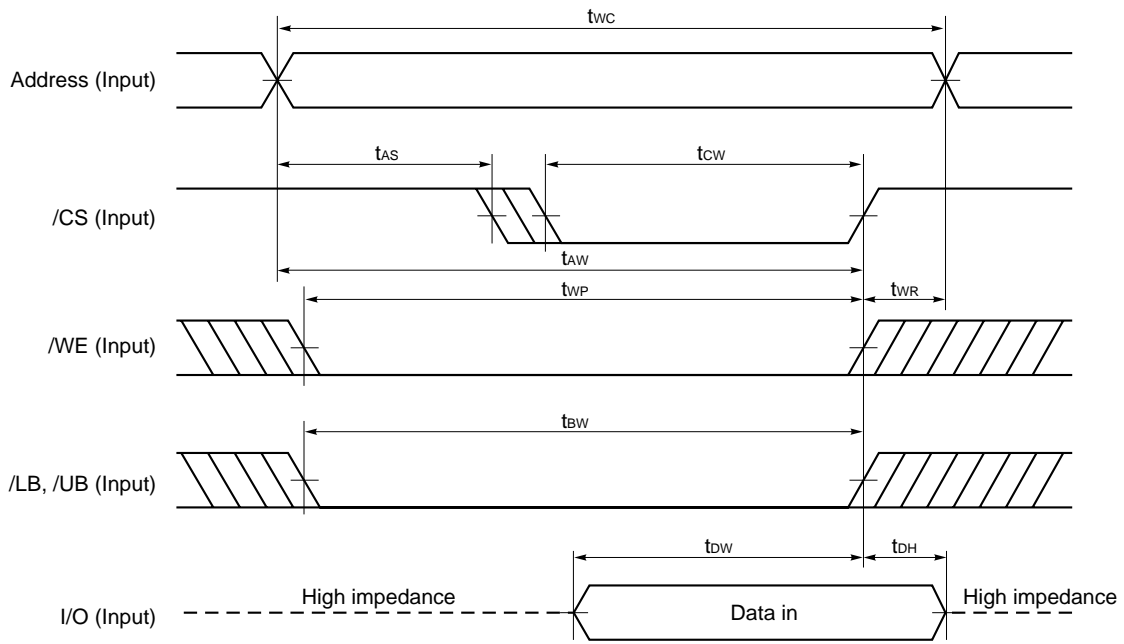 tWC
Address (Input)
tAS
tCW
/CS (Input)
tAW
tWP
tWR
/WE (Input)
tBW
/LB, /UB (Input)
tDW
tDH
High impedance
Data in
High impedance
I/O (Input)